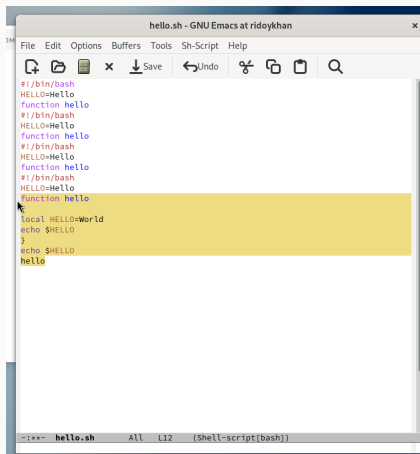 hello.sh - GNU Emacs at ridoykhan
File Edit Options Buffers Tools Sh-Script Help
Save Undo
#!/bin/bash
HELLO=Hello
function hello
#!/bin/bash
HELLO=Hello
function hello
#!/bin/bash
HELLO=Hello
function hello
#!/bin/bash
HELLO=Hello
function hello
{
local HELLO=World
echo $HELLO
}
echo $HELLO
hello
-:**- hello.sh All L12 (Shell-script[bash])